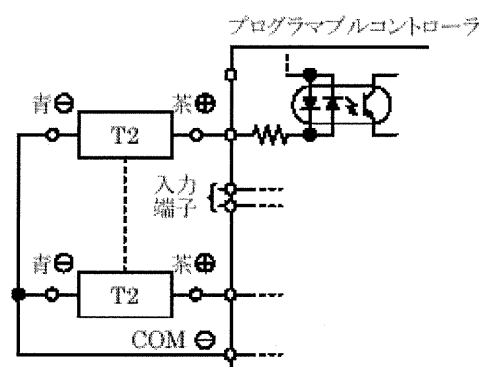 プログラマブルコントローラ
青⊖ 茶⊕
T2
入力
端子
青⊖ 茶⊕
T2
COM ⊖